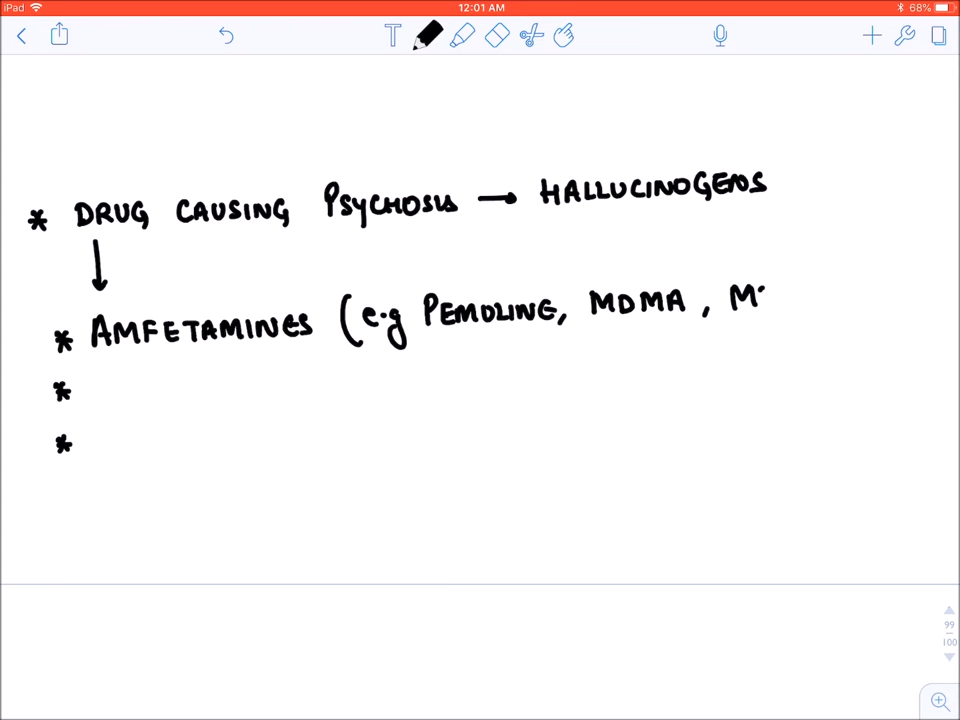 iPad 12:01 AM 68%
T
* DRUG CAUSING PSYCHOSIS → HALLUCINOGENS
↓
* AMFETAMINES (e.g PEMOLINE, MDMA, M
*
*
99
100